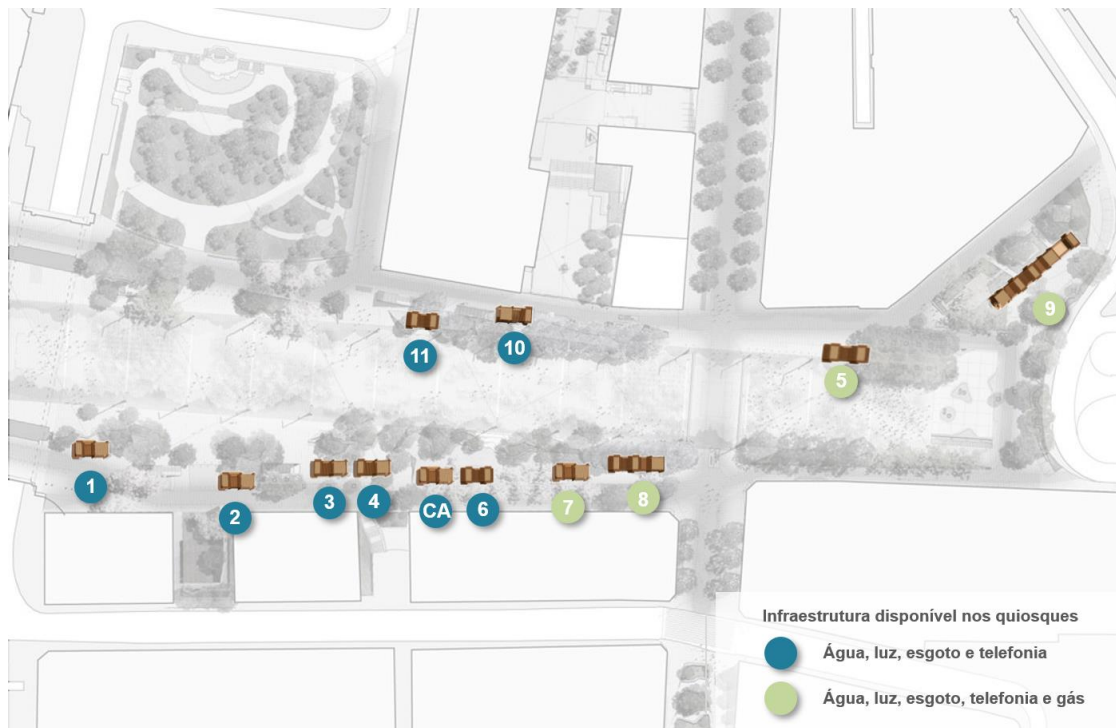 9
11
10
5
1
2
3
4
CA
6
7
8
Infraestrutura disponível nos quiosques
Água, luz, esgoto e telefonia
Água, luz, esgoto, telefonia e gás